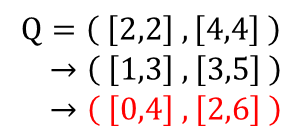 Q = ( [2,2] ,[4,4] )
→ ( [1,3] ,[3,5] )
→ ( [0,4] ,[2,6] )